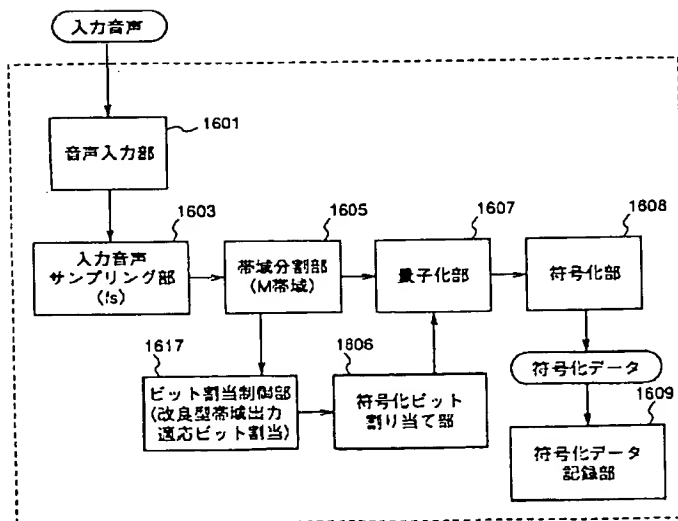 入力音声
1601
音声入力部
1603
入力音声
サンプリング部
(fs)
1605
帯域分割部
(M帯域)
1607
量子化部
1608
符号化部
1617
ビット割当制御部
(改良型帯域出力
適応ビット割当)
1606
符号化ビット
割り当て部
符号化データ
1609
符号化データ
記録部